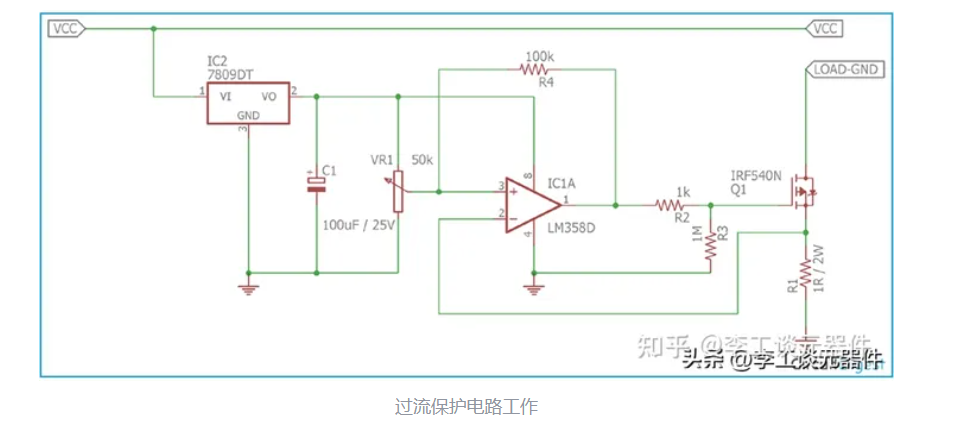 VCC
VCC
IC2
7809DT
1
VI
VO
2
GND
3
100k
R4
LOAD-GND
C1
+
100uF / 25V
VR1
50k
3
+
2
-
8
4
1
IC1A
LM358D
1k
R2
1M
R3
IRF540N
Q1
R1
1R / 2W
知乎 @李工谈元器件
头条 @李工谈元器件
过流保护电路工作